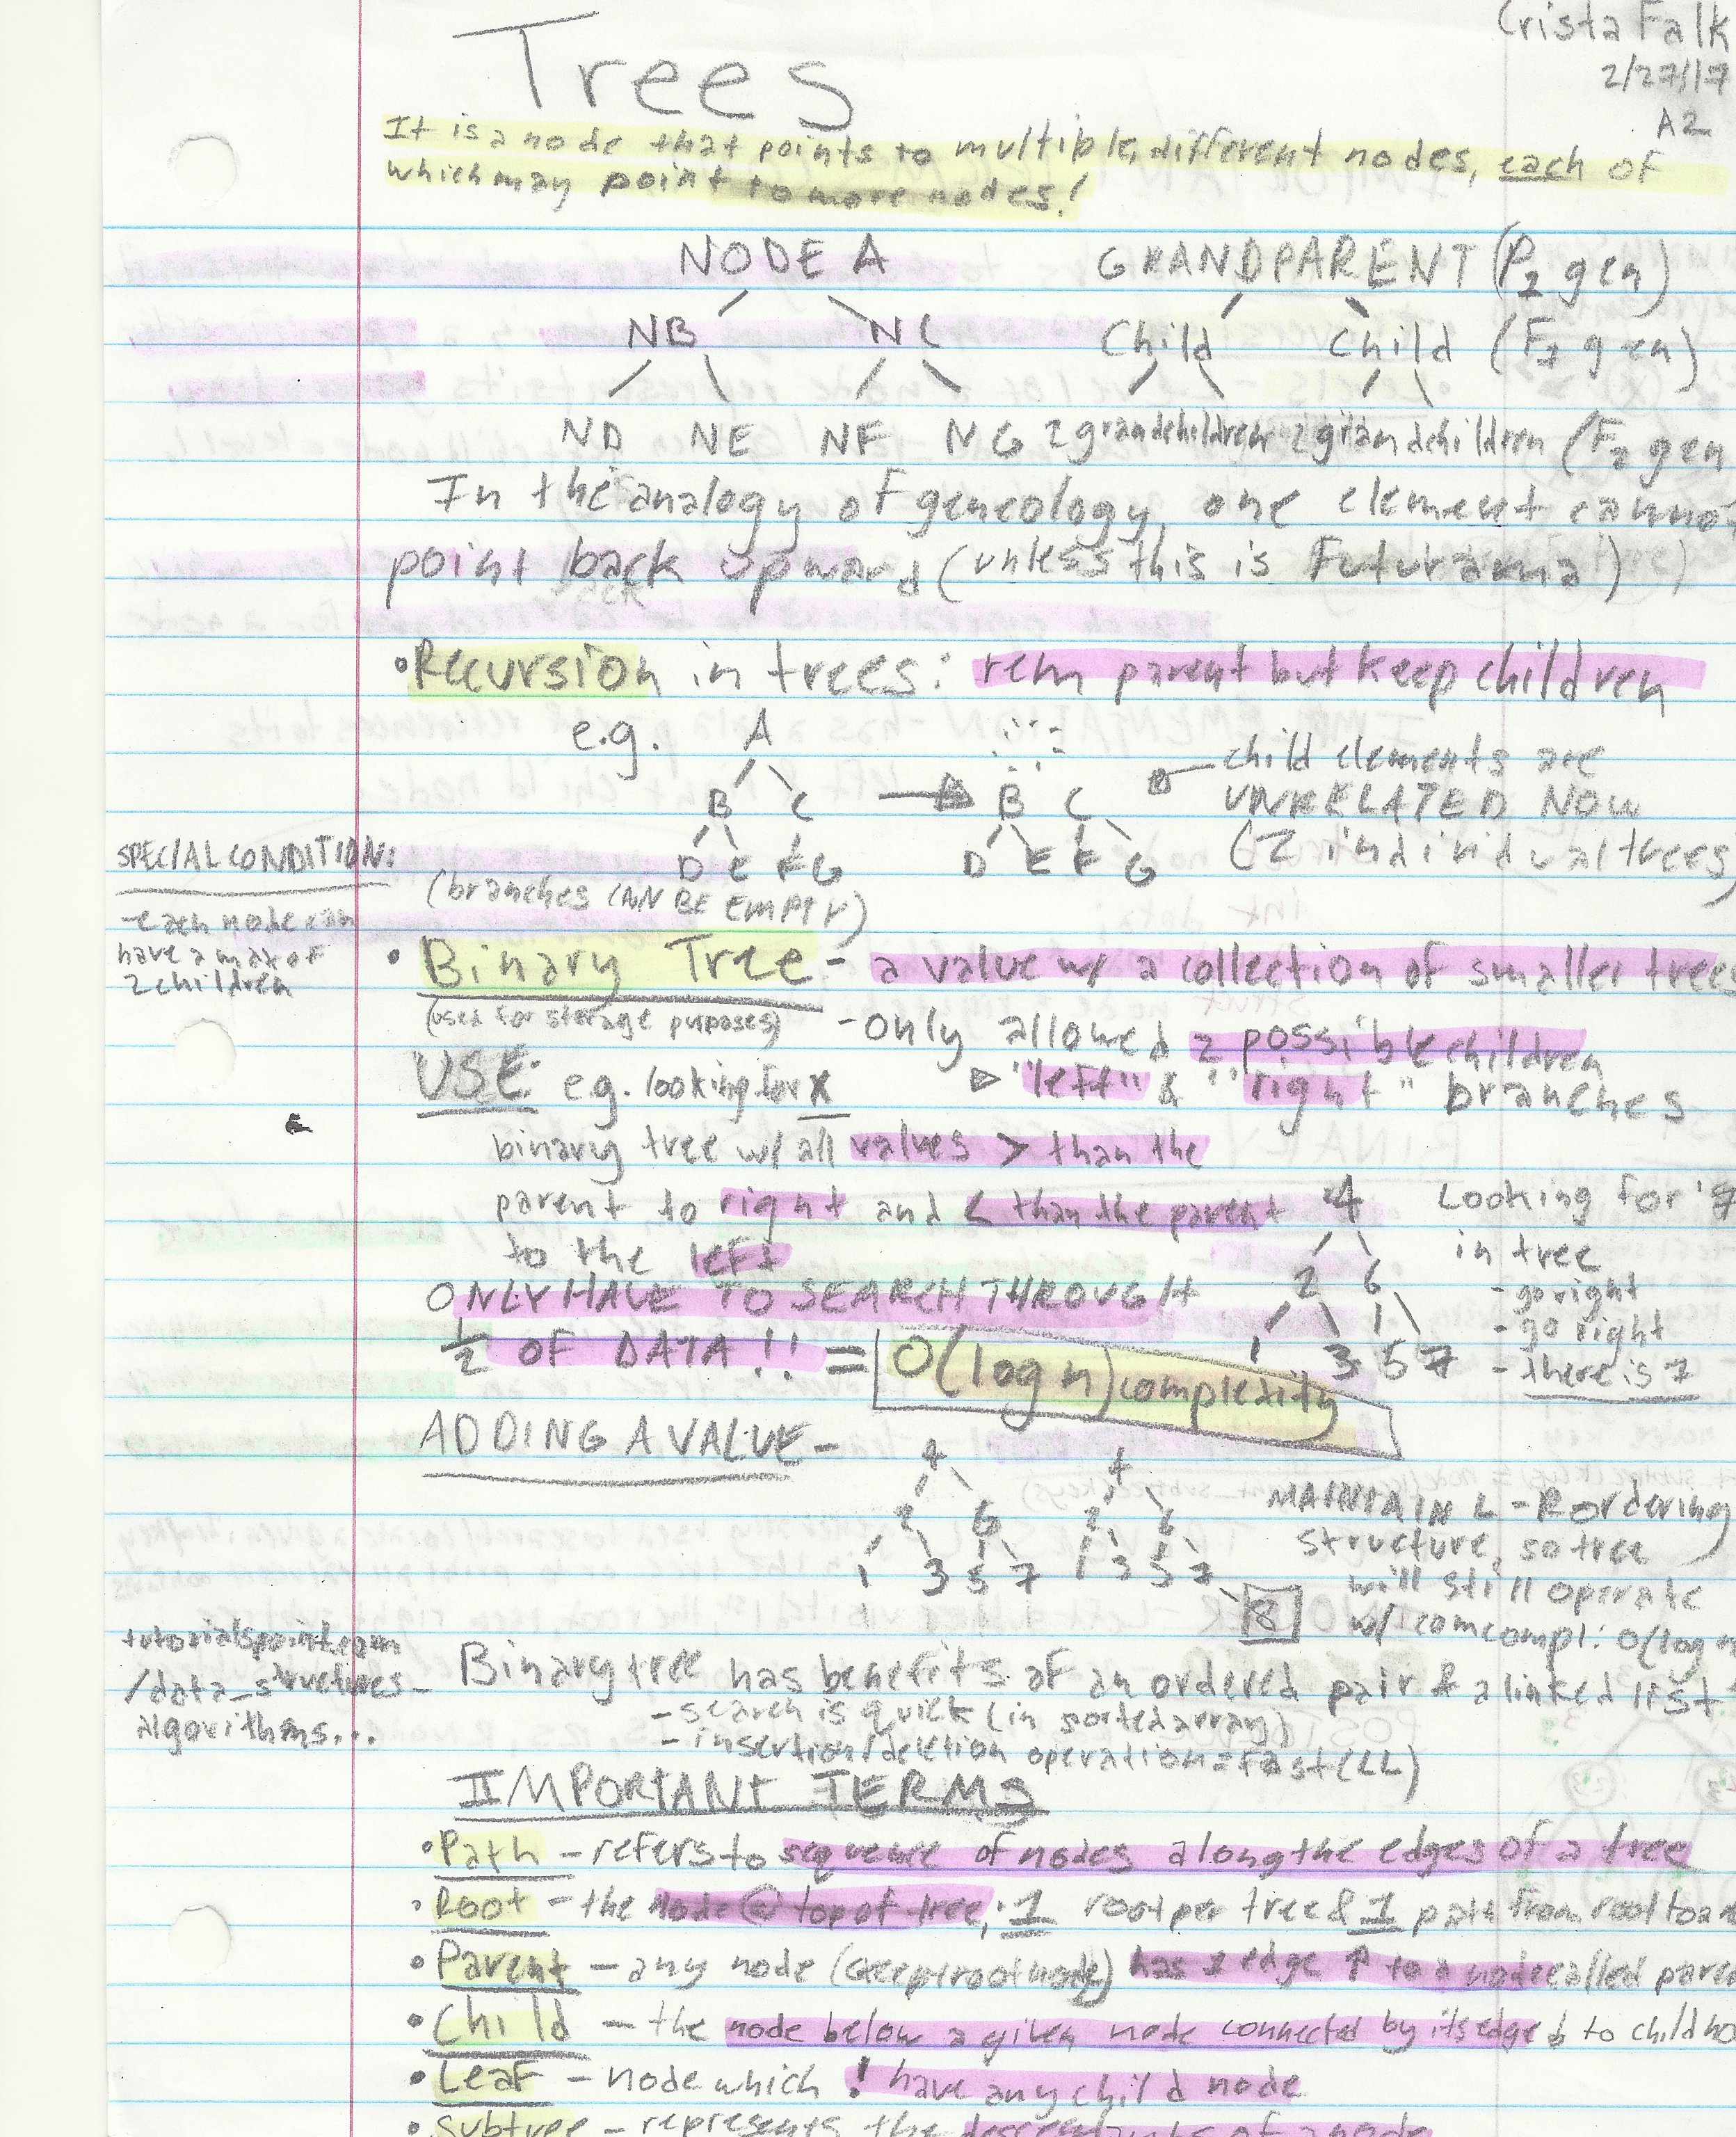 Crista Falk
2/27/17
A2
Trees
It is a node that points to multiple, different nodes, each of
which may point to more nodes!
NODE A
NB NC
ND NE NF NG
GRANDPARENT (P2 gen)
Child Child (F1 gen)
2 grandchildren 2 grandchildren (F2 gen
In the analogy of geneology, one element cannot
point back upward (unless this is Futurama)
• Recursion in trees: rem parent but keep children
e.g. A
B C
D E F G
B C
D E F G
child elements are
UNRELATED NOW
(2 individual trees)
SPECIAL CONDITION:
- each node can
have a max of
2 children
(branches CAN BE EMPTY)
• Binary Tree - a value w/ a collection of smaller trees
(used for storage purposes)
- only allowed 2 possible children
▷ "left" & "right" branches
USE: e.g. looking for X
binary tree w/ all values > than the
parent to right and < than the parent
to the left
ONLY HAVE TO SEARCH THROUGH
1/2 OF DATA!! = O(log n) complexity
4
2 6
1 3 5 7
Looking for '7
in tree
- go right
- go right
- there is 7
ADDING A VALUE -
4
2 6
1 3 5 7
4
2 6
1 3 5 7
8
MAINTAIN L-R ordering
structure, so tree
will still operate
w/ comcompl: O(log n
tutorialspoint.com
/data_structures_
algorithms...
Binary tree has benefits of an ordered pair & a linked list
- search is quick (in sorted array)
- insertion/deletion operation = fast (LL)
IMPORTANT TERMS
• Path - refers to sequence of nodes along the edges of a tree
• Root - the node @ top of tree; 1 root per tree & 1 path from root to a
• Parent - any node (except root node) has 1 edge ↑ to a node called paren
• Child - the node below a given node connected by its edge ↓ to child no
• Leaf - node which ! have any child node
• Subtree - represents the descendants of a node